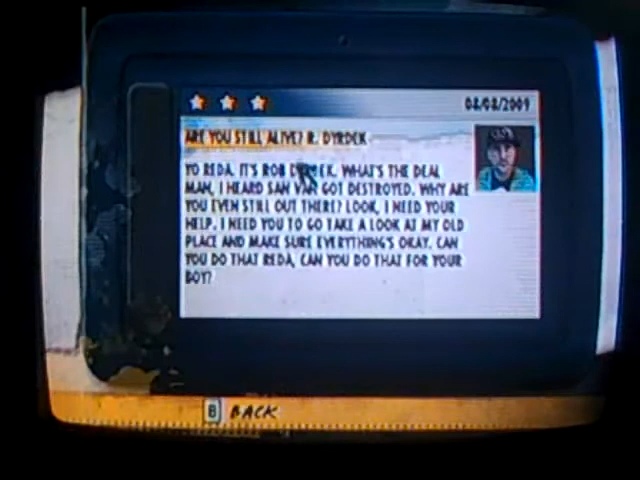 08/08/2009
ARE YOU STILL ALIVE? R. DYRDEK
YO REDA, IT'S ROB DYRDEK. WHAT'S THE DEAL
MAN, I HEARD SAN VAN GOT DESTROYED. WHY ARE
YOU EVEN STILL OUT THERE? LOOK, I NEED YOUR
HELP. I NEED YOU TO GO TAKE A LOOK AT MY OLD
PLACE AND MAKE SURE EVERYTHING'S OKAY. CAN
YOU DO THAT REDA, CAN YOU DO THAT FOR YOUR
BOY?
B BACK